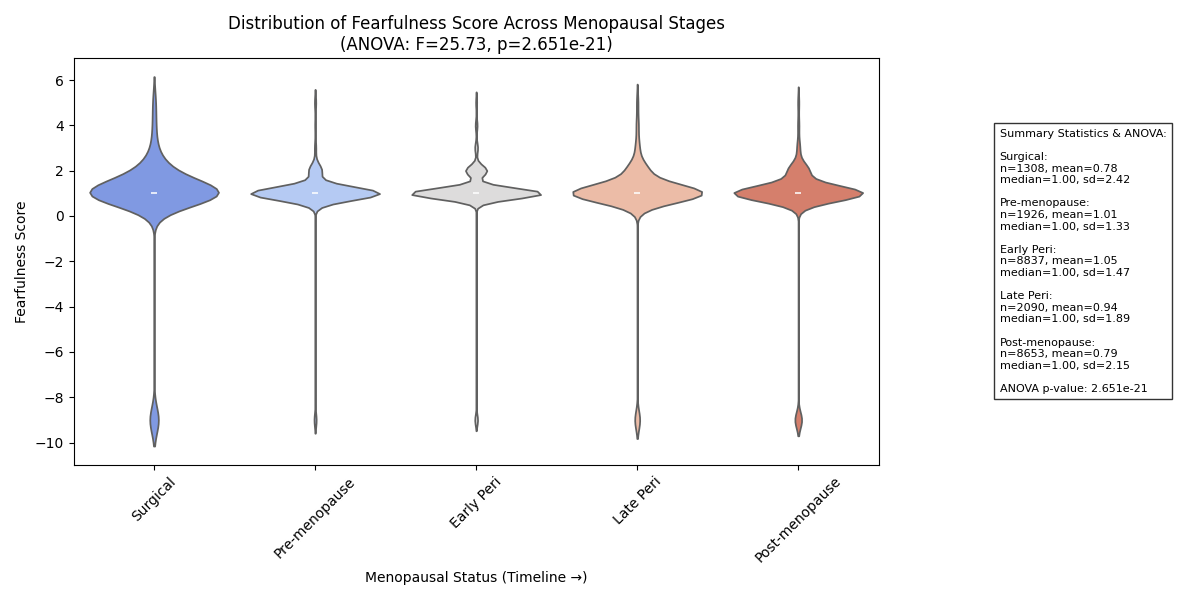 Distribution of Fearfulness Score Across Menopausal Stages
(ANOVA: F=25.73, p=2.651e-21)
Fearfulness Score
6
4
2
0
−2
−4
−6
−8
−10
Surgical
Pre-menopause
Early Peri
Late Peri
Post-menopause
Menopausal Status (Timeline →)
Summary Statistics & ANOVA:
Surgical:
n=1308, mean=0.78
median=1.00, sd=2.42
Pre-menopause:
n=1926, mean=1.01
median=1.00, sd=1.33
Early Peri:
n=8837, mean=1.05
median=1.00, sd=1.47
Late Peri:
n=2090, mean=0.94
median=1.00, sd=1.89
Post-menopause:
n=8653, mean=0.79
median=1.00, sd=2.15
ANOVA p-value: 2.651e-21